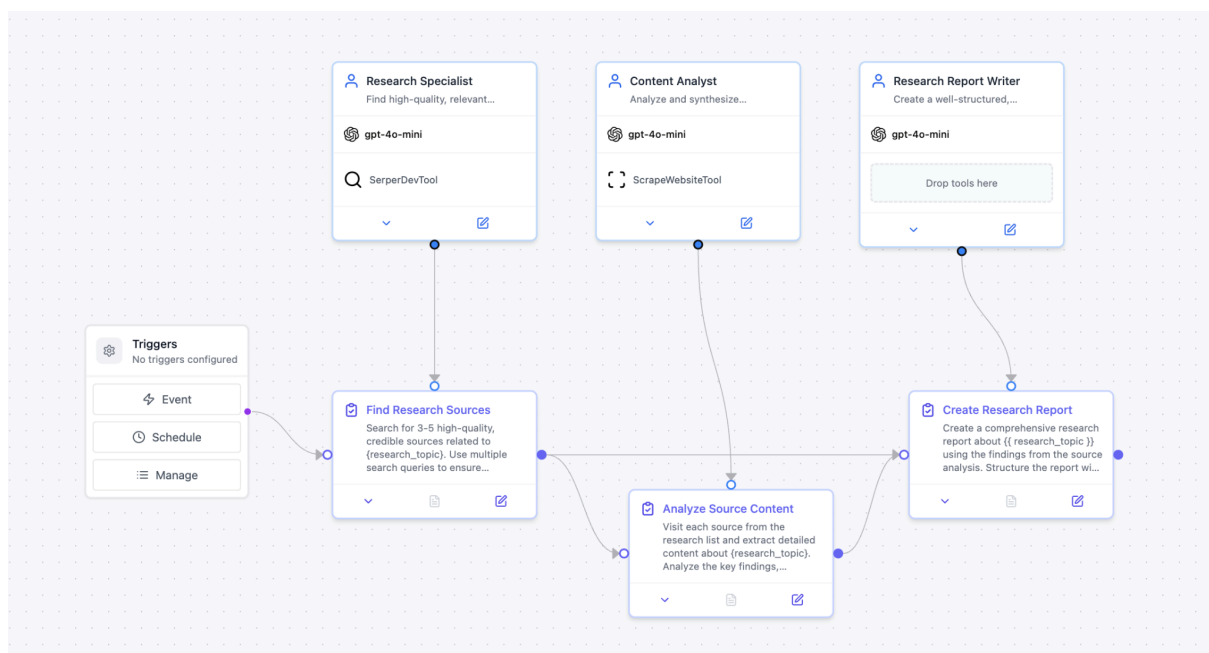 Research Specialist
Find high-quality, relevant...
gpt-4o-mini
SerperDevTool
Content Analyst
Analyze and synthesize...
gpt-4o-mini
ScrapeWebsiteTool
Research Report Writer
Create a well-structured,...
gpt-4o-mini
Drop tools here
Triggers
No triggers configured
Event
Schedule
Manage
Find Research Sources
Search for 3-5 high-quality,
credible sources related to
{research_topic}. Use multiple
search queries to ensure...
Analyze Source Content
Visit each source from the
research list and extract detailed
content about {research_topic}.
Analyze the key findings,...
Create Research Report
Create a comprehensive research
report about {{ research_topic }}
using the findings from the source
analysis. Structure the report wi...